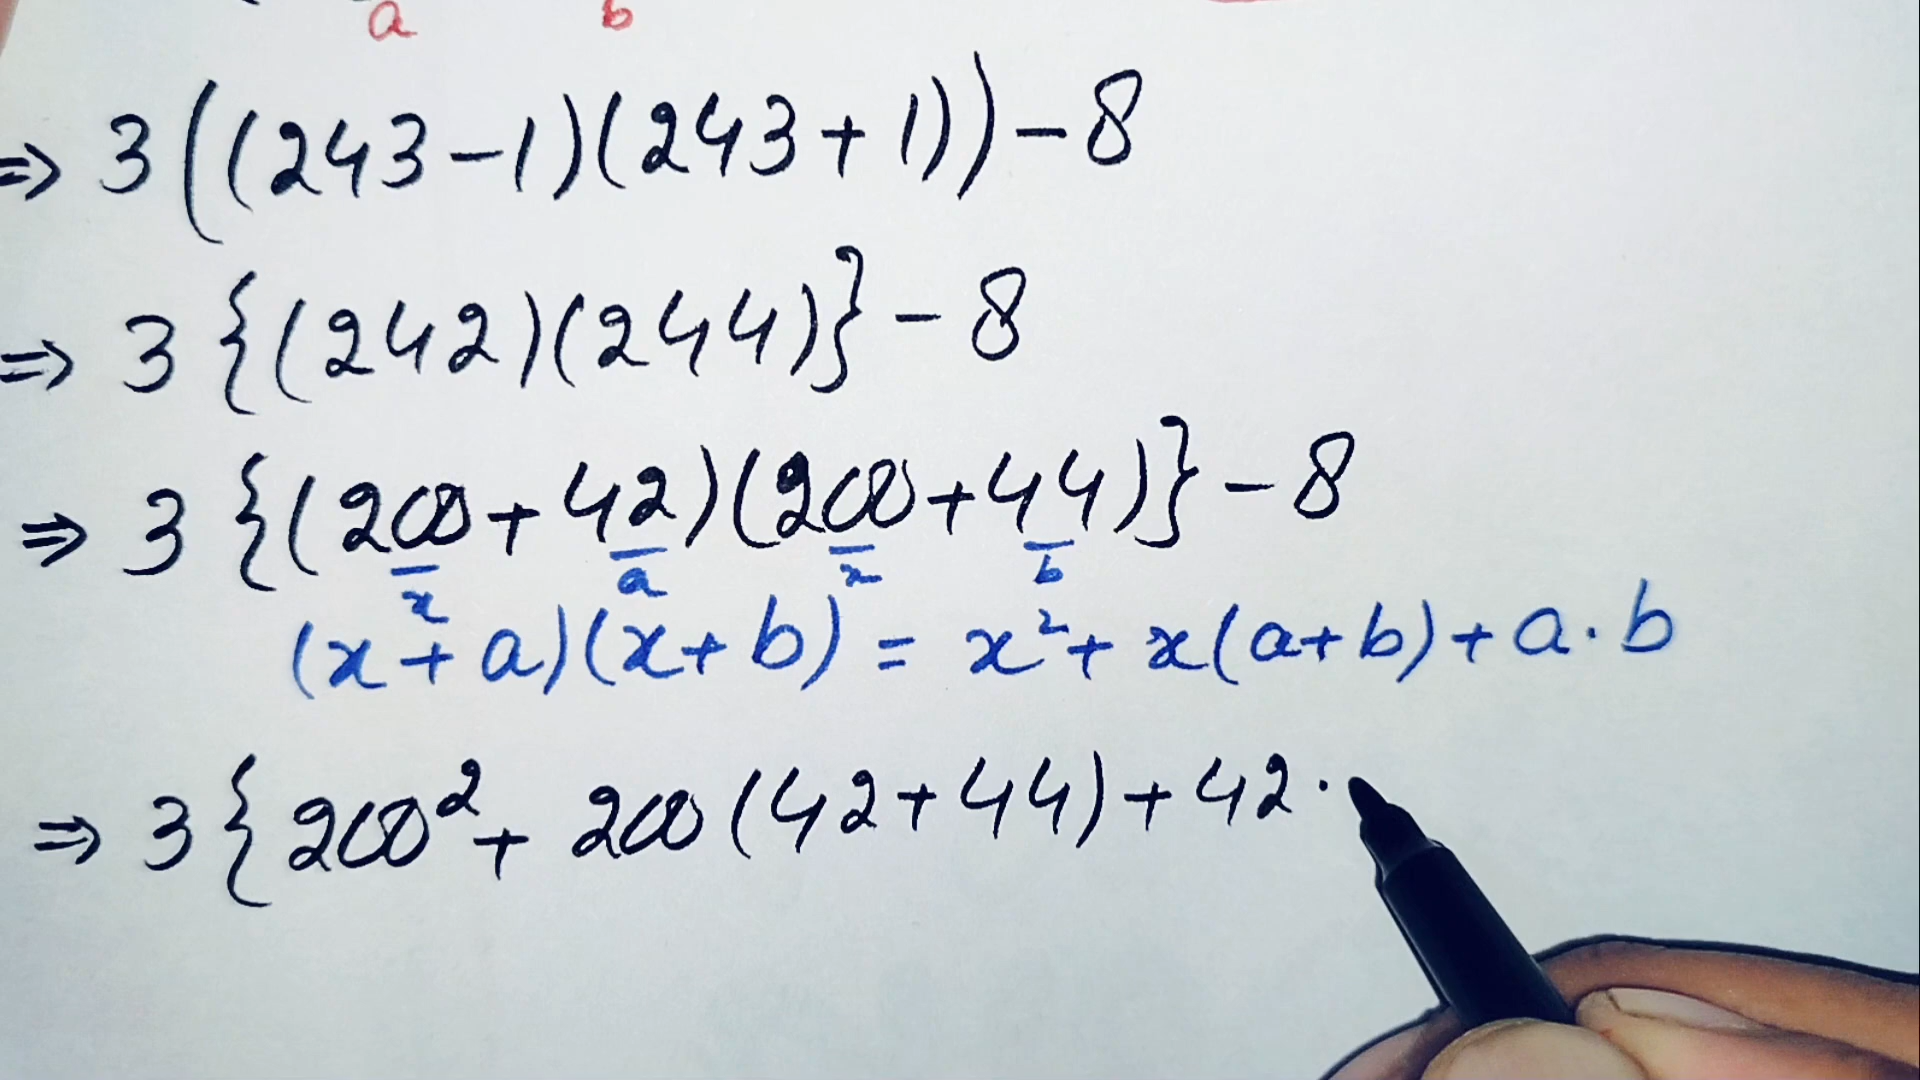 a b
⇒ 3((243-1)(243+1))-8
⇒ 3{(242)(244)}-8
⇒ 3{(200+42)(200+44)}-8
x a x b
(x+a)(x+b) = x²+x(a+b)+a·b
⇒ 3{200²+200(42+44)+42·